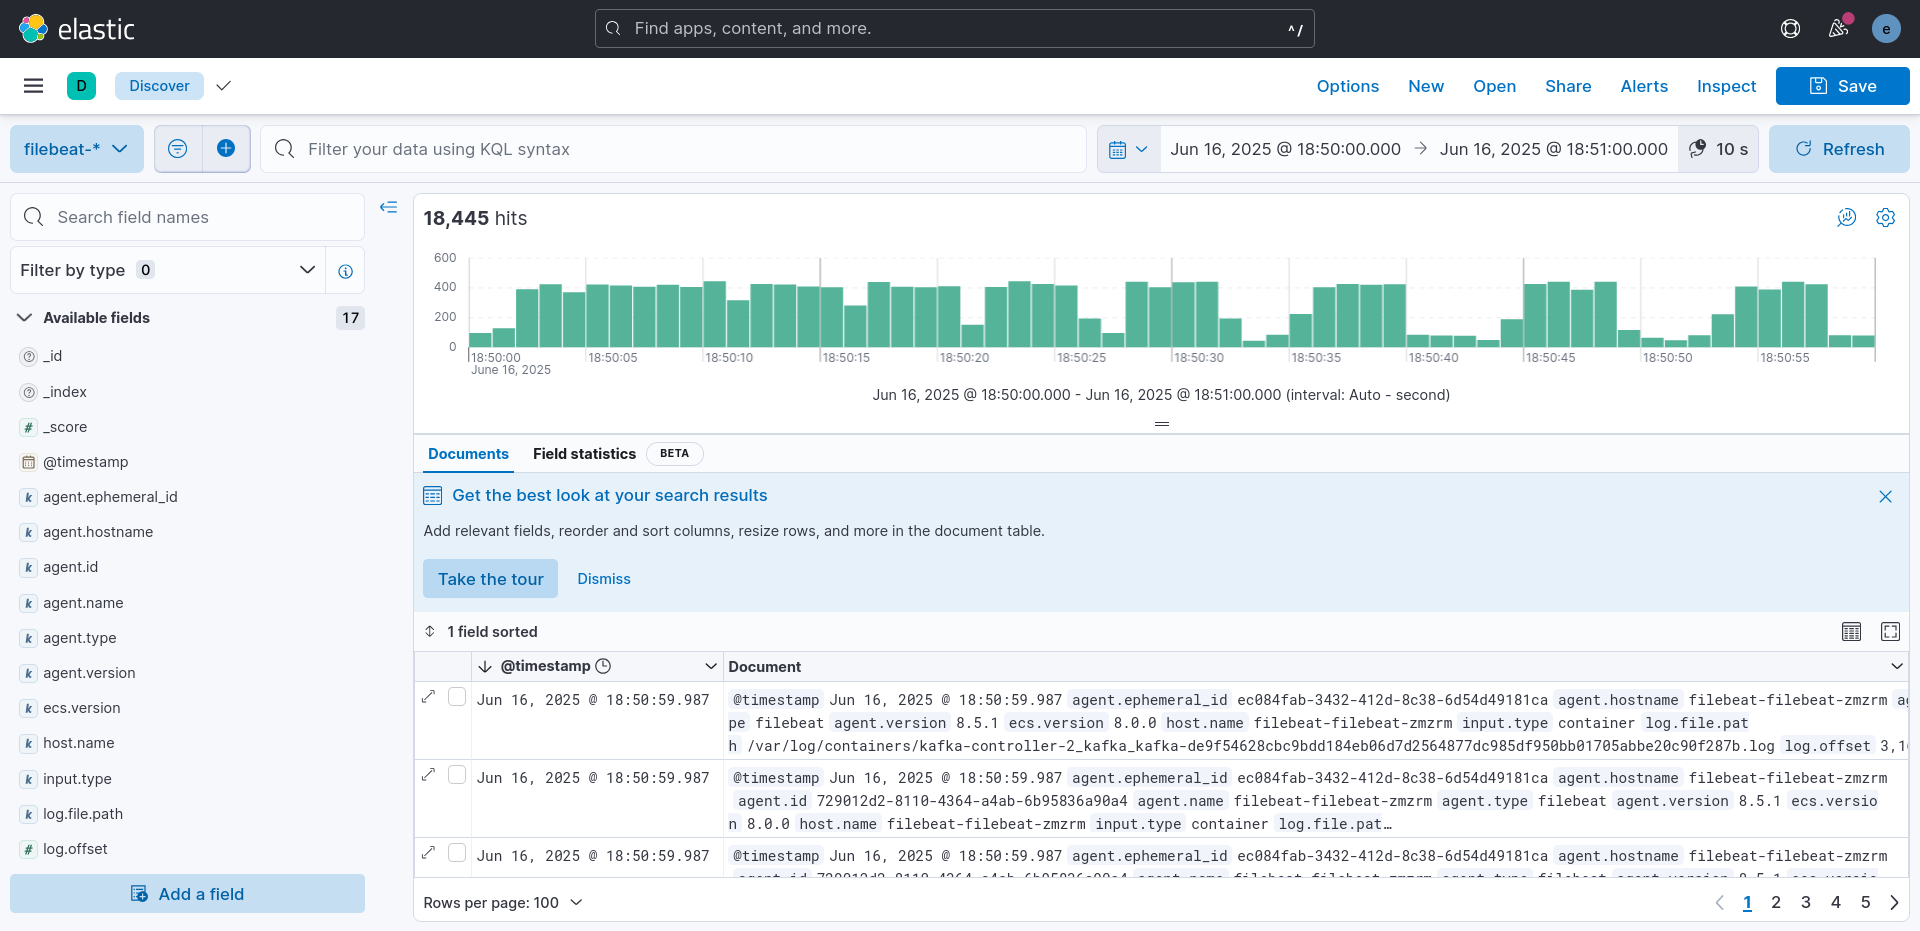 elastic
Find apps, content, and more.
^/
e
D
Discover
Options
New
Open
Share
Alerts
Inspect
Save
filebeat-*
Filter your data using KQL syntax
Jun 16, 2025 @ 18:50:00.000 → Jun 16, 2025 @ 18:51:00.000
10 s
Refresh
Search field names
Filter by type 0
Available fields 17
_id
_index
# _score
@timestamp
k agent.ephemeral_id
k agent.hostname
k agent.id
k agent.name
k agent.type
k agent.version
k ecs.version
k host.name
k input.type
k log.file.path
# log.offset
Add a field
18,445 hits
600
400
200
0
18:50:00 18:50:05 18:50:10 18:50:15 18:50:20 18:50:25 18:50:30 18:50:35 18:50:40 18:50:45 18:50:50 18:50:55
June 16, 2025
Jun 16, 2025 @ 18:50:00.000 - Jun 16, 2025 @ 18:51:00.000 (interval: Auto - second)
Documents
Field statistics
BETA
Get the best look at your search results
Add relevant fields, reorder and sort columns, resize rows, and more in the document table.
Take the tour
Dismiss
1 field sorted
@timestamp
Document
Jun 16, 2025 @ 18:50:59.987
@timestamp Jun 16, 2025 @ 18:50:59.987 agent.ephemeral_id ec084fab-3432-412d-8c38-6d54d49181ca agent.hostname filebeat-filebeat-zmzrm ag
pe filebeat agent.version 8.5.1 ecs.version 8.0.0 host.name filebeat-filebeat-zmzrm input.type container log.file.pat
h /var/log/containers/kafka-controller-2_kafka_kafka-de9f54628cbc9bdd184eb06d7d2564877dc985df950bb01705abbe20c90f287b.log log.offset 3,1
Jun 16, 2025 @ 18:50:59.987
@timestamp Jun 16, 2025 @ 18:50:59.987 agent.ephemeral_id ec084fab-3432-412d-8c38-6d54d49181ca agent.hostname filebeat-filebeat-zmzrm
agent.id 729012d2-8110-4364-a4ab-6b95836a90a4 agent.name filebeat-filebeat-zmzrm agent.type filebeat agent.version 8.5.1 ecs.versio
n 8.0.0 host.name filebeat-filebeat-zmzrm input.type container log.file.pat…
Jun 16, 2025 @ 18:50:59.987
@timestamp Jun 16, 2025 @ 18:50:59.987 agent.ephemeral_id ec084fab-3432-412d-8c38-6d54d49181ca agent.hostname filebeat-filebeat-zmzrm
Rows per page: 100
1 2 3 4 5